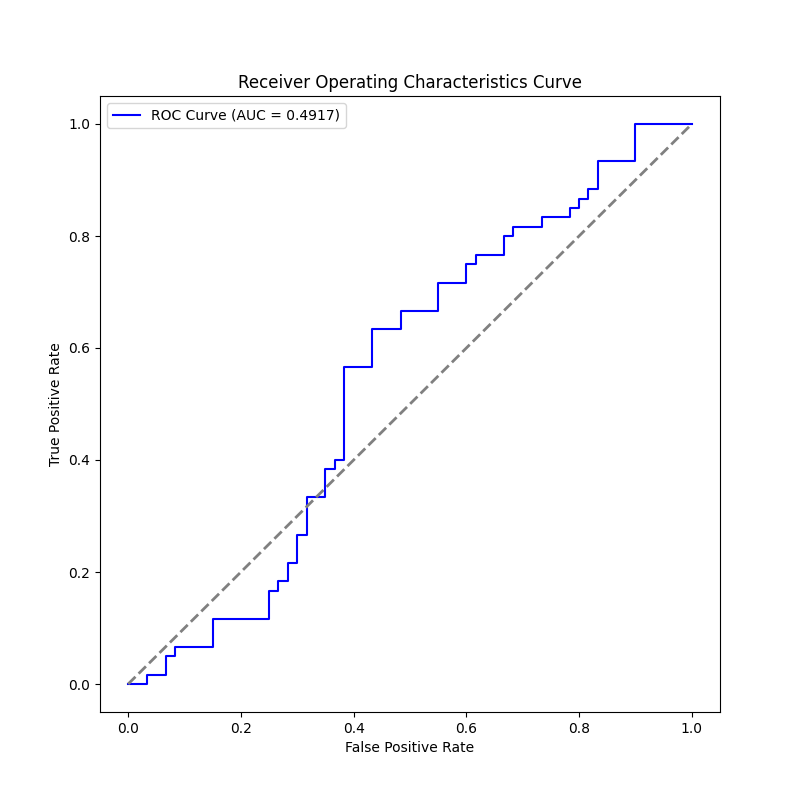 Receiver Operating Characteristics Curve
ROC Curve (AUC = 0.4917)
1.0
0.8
0.6
0.4
0.2
0.0
True Positive Rate
0.0 0.2 0.4 0.6 0.8 1.0
False Positive Rate